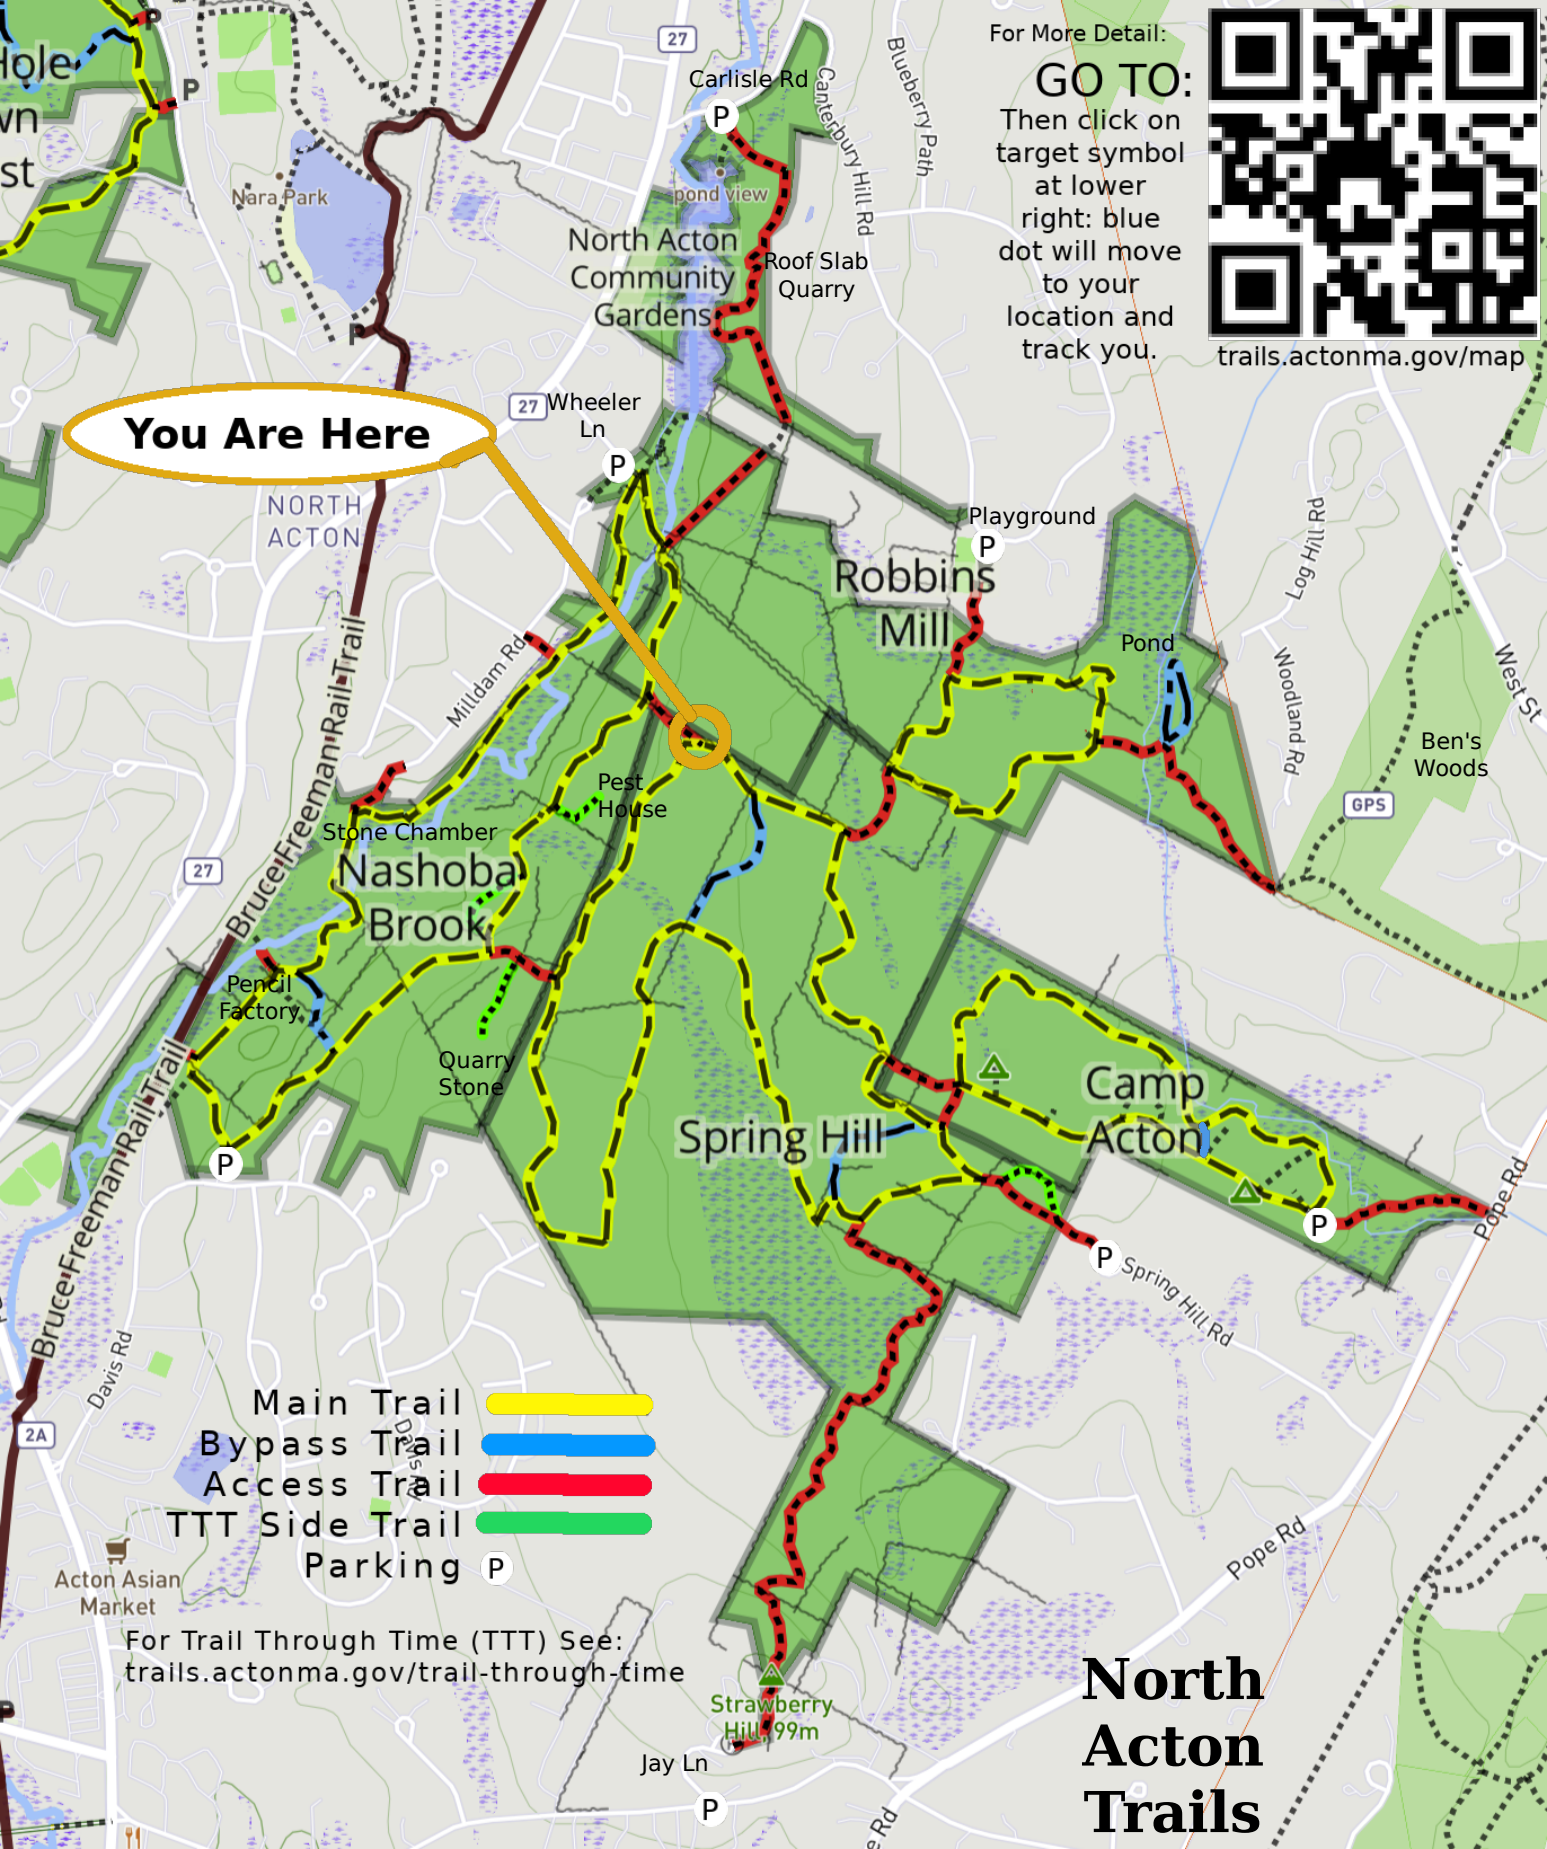 For More Detail:
GO TO:
Then click on
target symbol
at lower
right: blue
dot will move
to your
location and
track you.
trails.actonma.gov/map
27
Carlisle Rd
P
Canterbury Hill Rd
Blueberry Path
P
P
Hole
wn
st
Nara Park
pond view
North Acton
Community
Gardens
Roof Slab
Quarry
P
You Are Here
27
Wheeler
Ln
P
NORTH
ACTON
Playground
P
Robbins
Mill
Log Hill Rd
Pond
Milldam Rd
Woodland Rd
West St
Ben's
Woods
GPS
Pest
House
Bruce Freeman Rail Trail
Stone Chamber
27
Nashoba
Brook
Pencil
Factory
Quarry
Stone
P
Camp
Acton
Spring Hill
P
Pope Rd
P
Spring Hill Rd
Bruce Freeman Rail Trail
Davis Rd
2A
Davis Rd
Main Trail
Bypass Trail
Access Trail
TTT Side Trail
Parking P
Acton Asian
Market
For Trail Through Time (TTT) See:
trails.actonma.gov/trail-through-time
Pope Rd
P
Strawberry
Hill, 99m
Jay Ln
P
e Rd
North
Acton
Trails